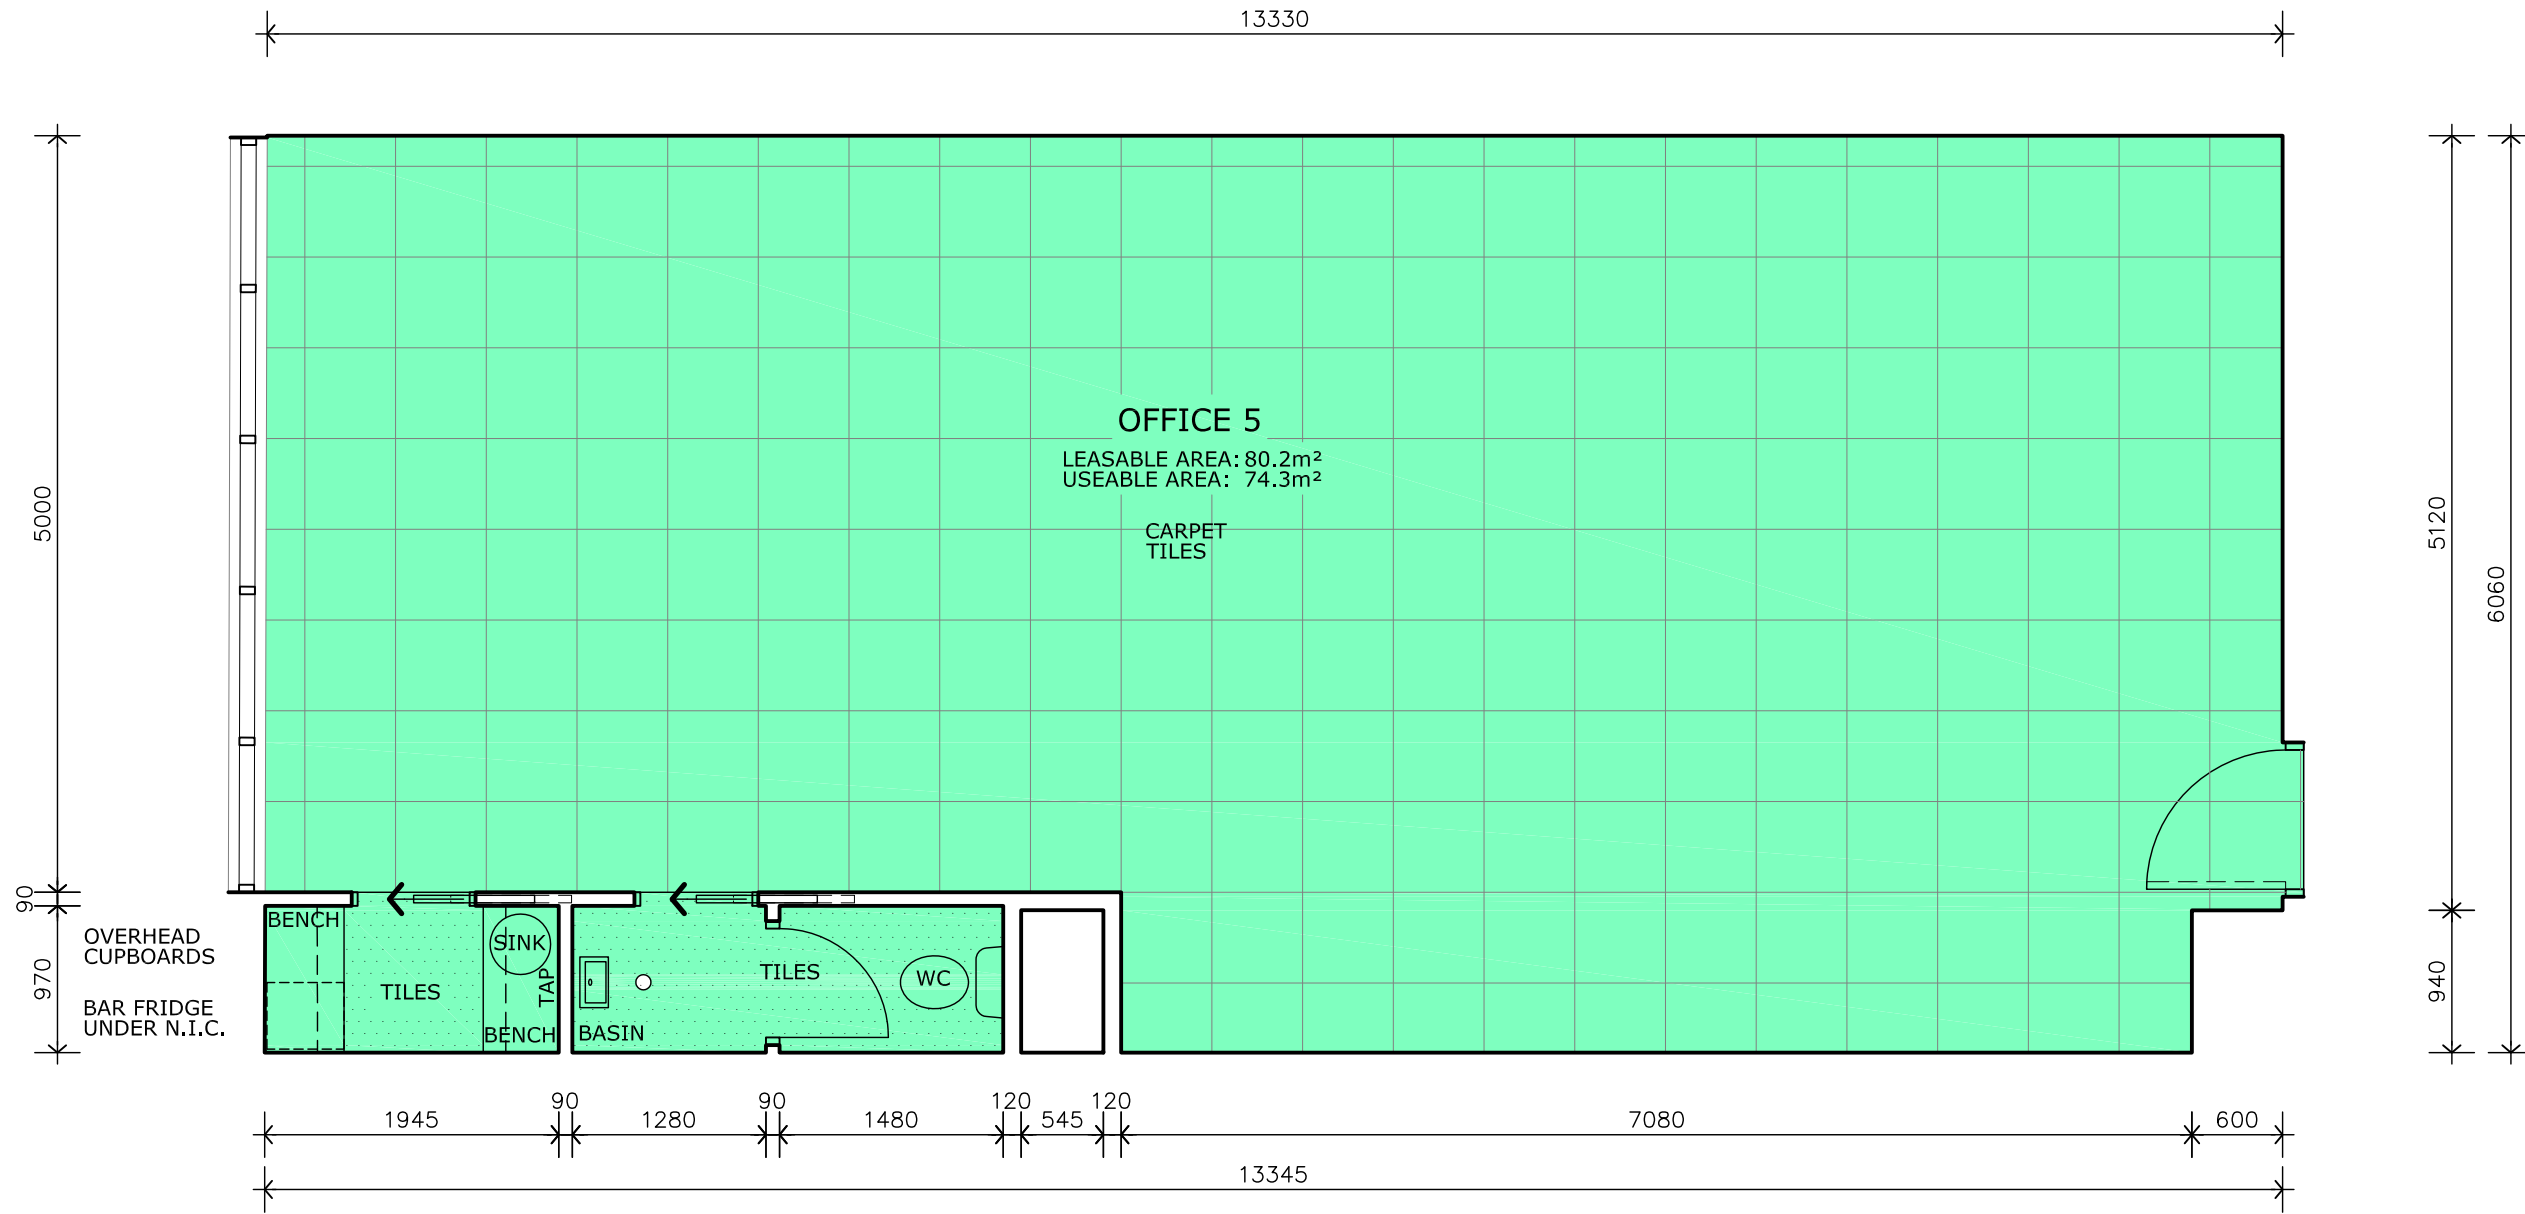 13330
OFFICE 5
LEASABLE AREA: 80.2m²
USEABLE AREA: 74.3m²
CARPET
TILES
5000
90
970
5120
940
6060
OVERHEAD
CUPBOARDS
BAR FRIDGE
UNDER N.I.C.
BENCH
TILES
SINK
TAP
BENCH
BASIN
TILES
WC
90
90
120
120
1945
1280
1480
545
7080
600
13345